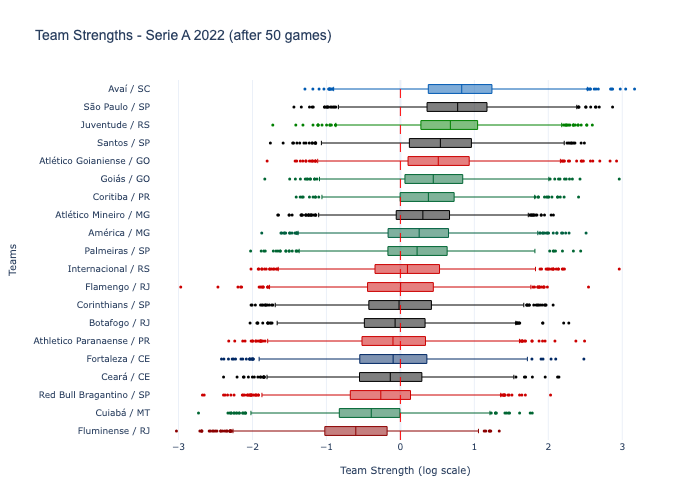 Team Strengths - Serie A 2022 (after 50 games)
Avaí / SC
São Paulo / SP
Juventude / RS
Santos / SP
Atlético Goianiense / GO
Goiás / GO
Coritiba / PR
Atlético Mineiro / MG
América / MG
Palmeiras / SP
Internacional / RS
Flamengo / RJ
Corinthians / SP
Botafogo / RJ
Athletico Paranaense / PR
Fortaleza / CE
Ceará / CE
Red Bull Bragantino / SP
Cuiabá / MT
Fluminense / RJ
Teams
−3 −2 −1 0 1 2 3
Team Strength (log scale)